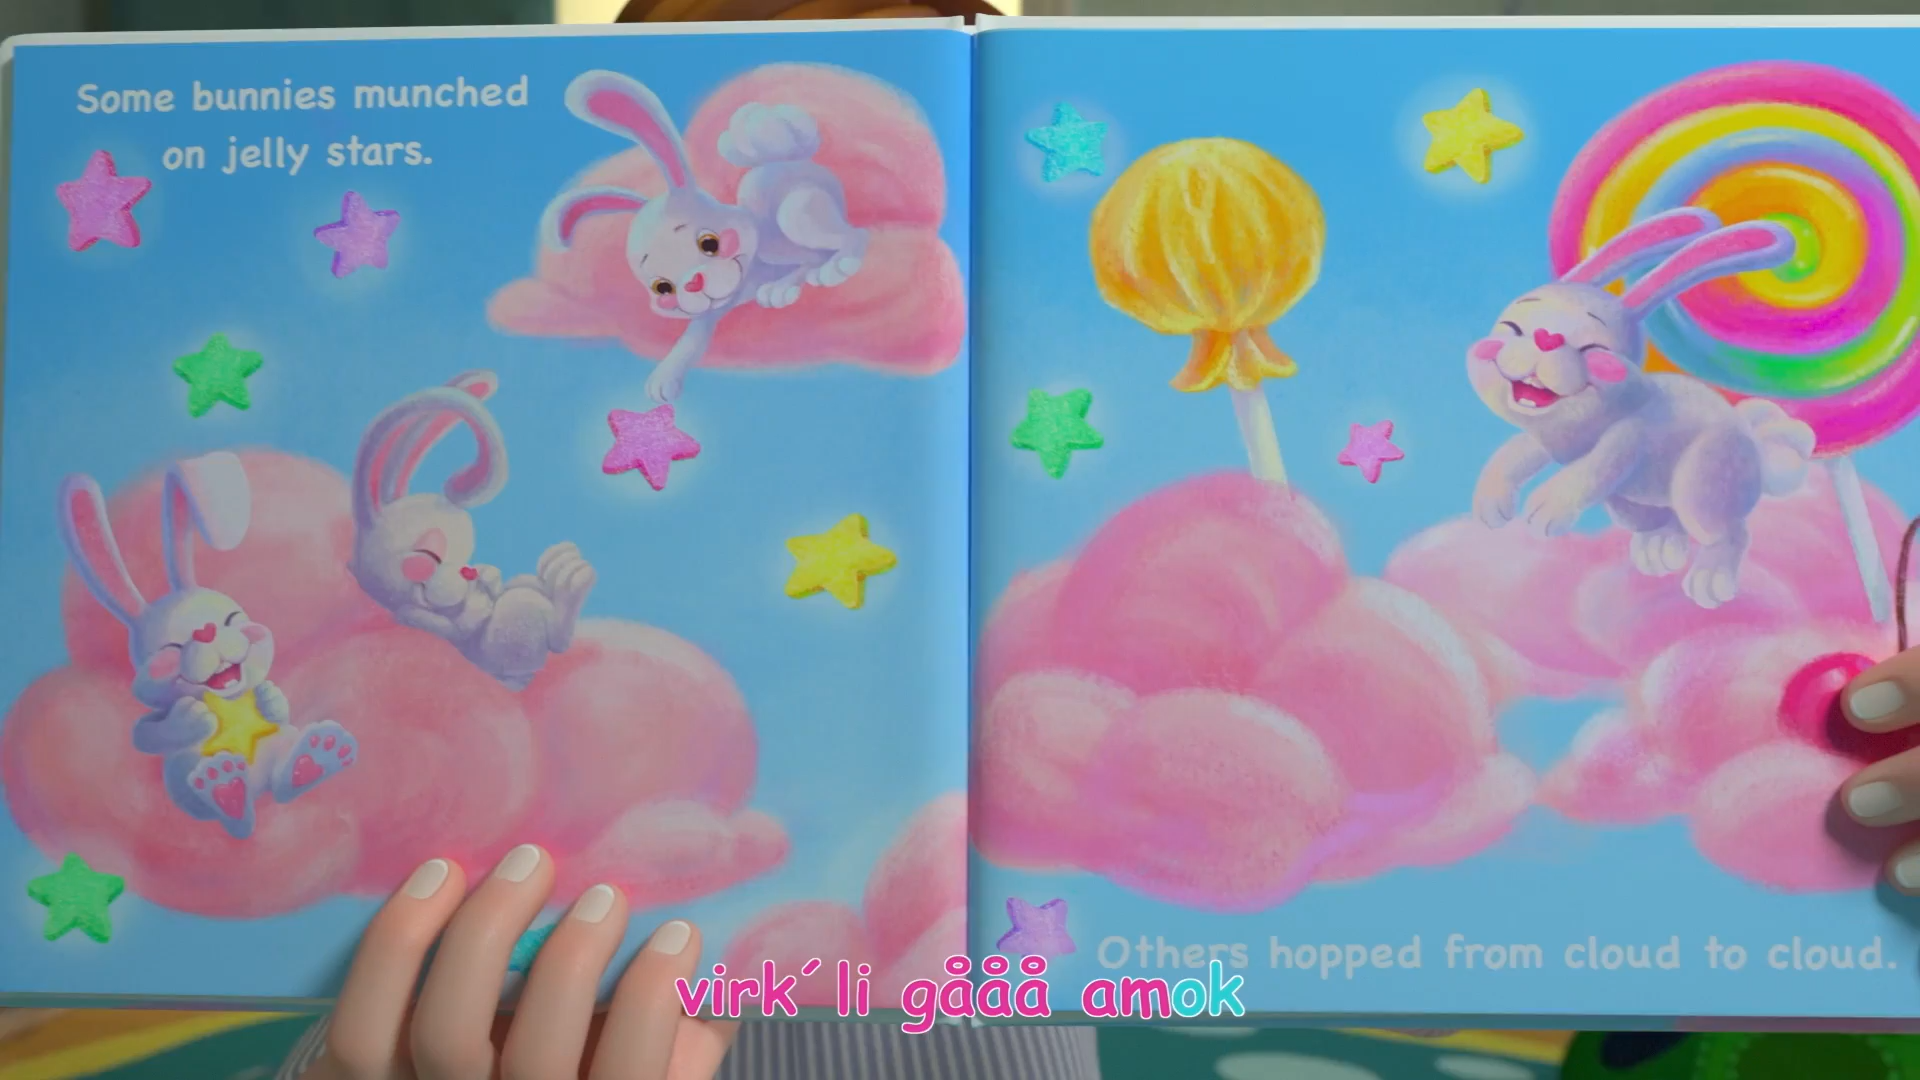 Some bunnies munched
on jelly stars.
Others hopped from cloud to cloud.
virk´li gååå amok